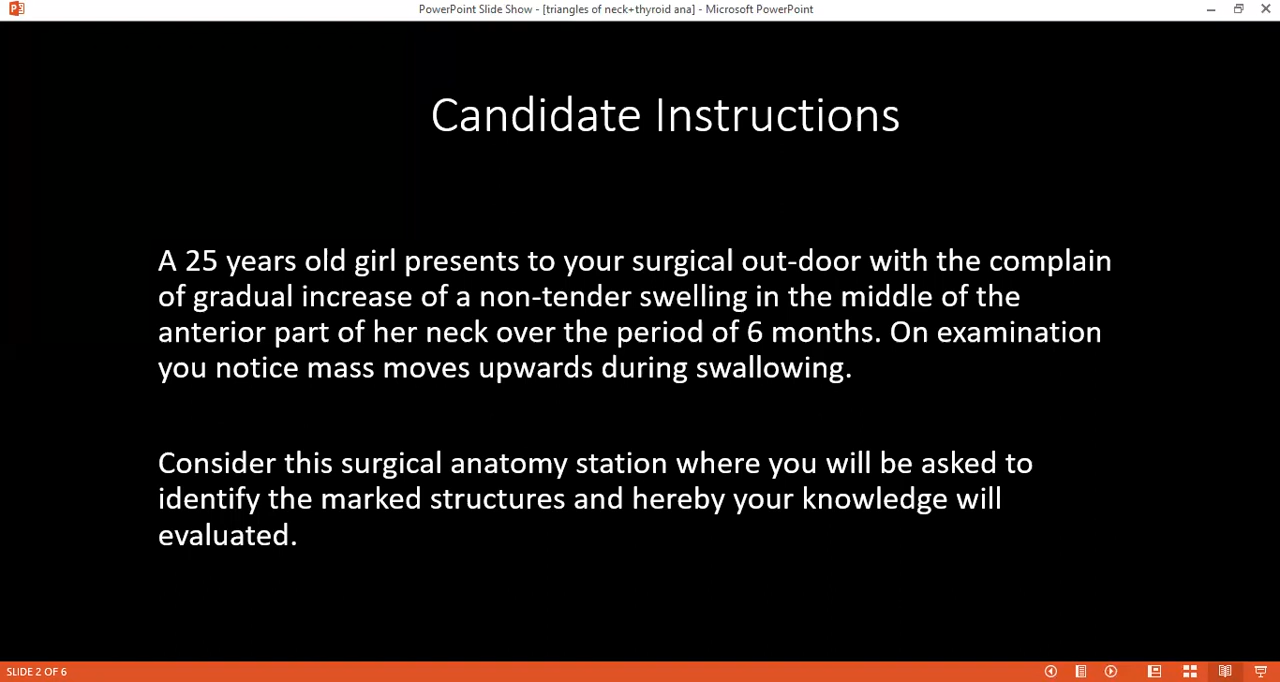 PowerPoint Slide Show - [triangles of neck+thyroid ana] - Microsoft PowerPoint
Candidate Instructions
A 25 years old girl presents to your surgical out-door with the complain
of gradual increase of a non-tender swelling in the middle of the
anterior part of her neck over the period of 6 months. On examination
you notice mass moves upwards during swallowing.
Consider this surgical anatomy station where you will be asked to
identify the marked structures and hereby your knowledge will
evaluated.
SLIDE 2 OF 6